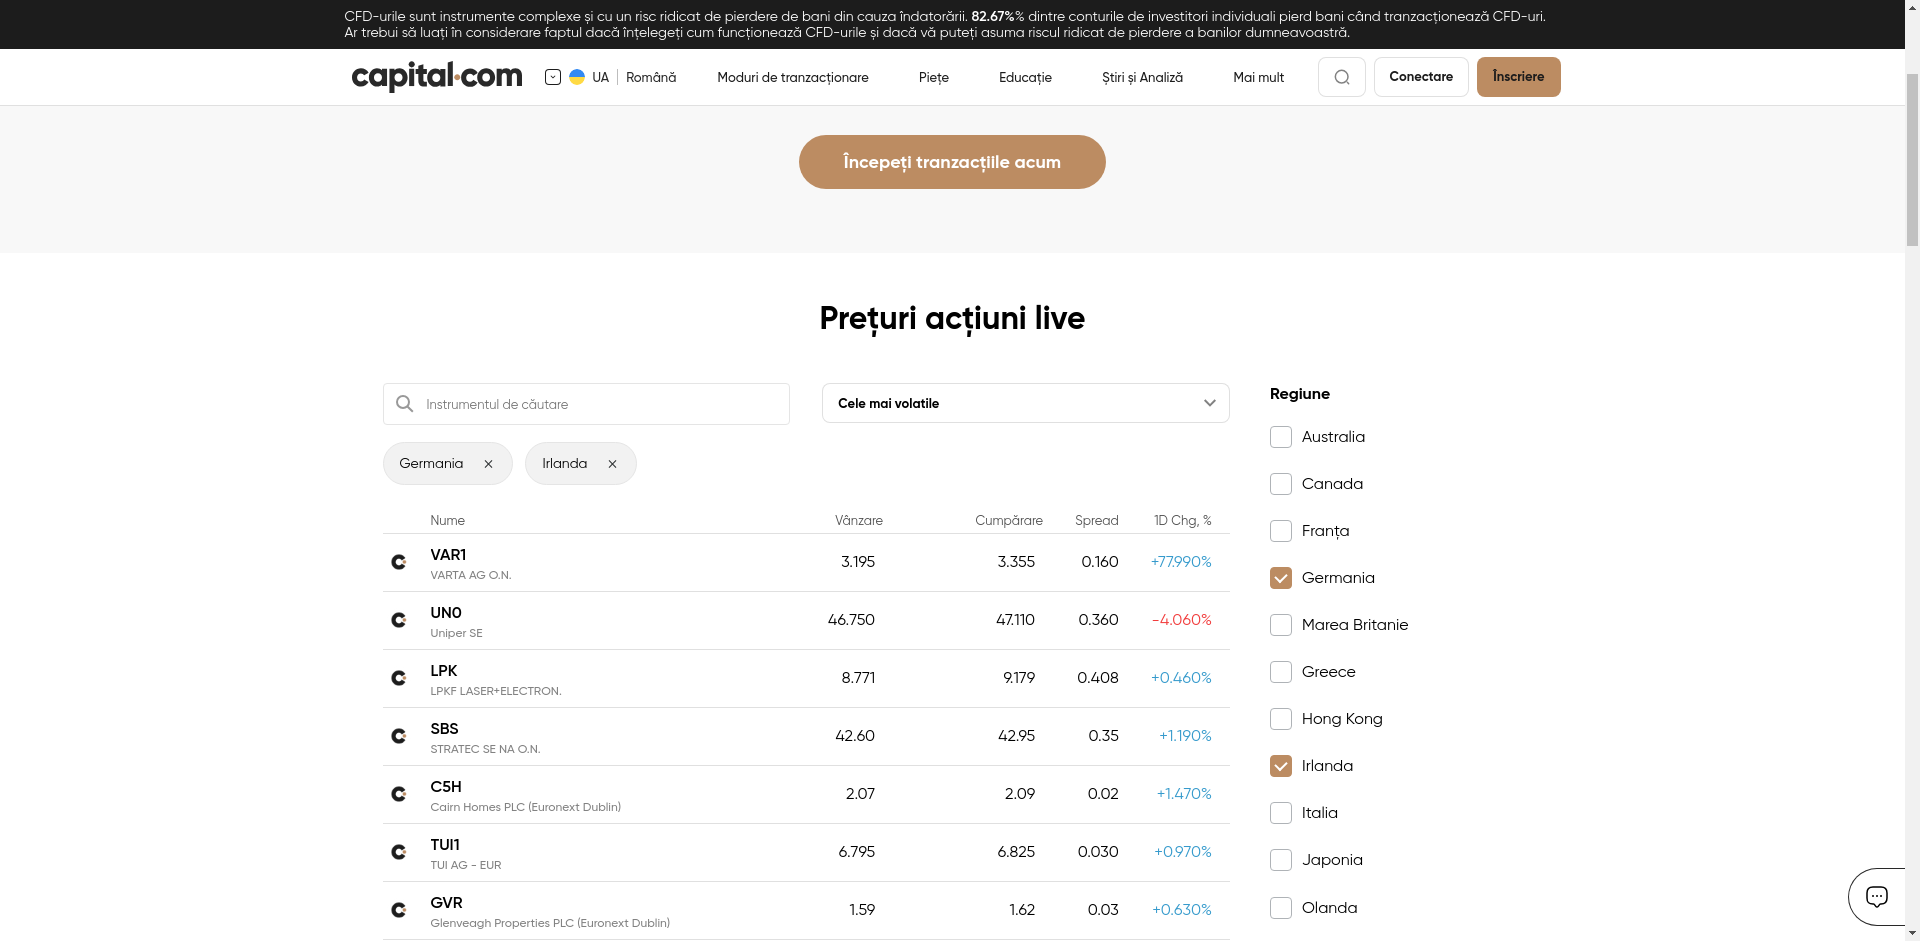 CFD-urile sunt instrumente complexe și cu un risc ridicat de pierdere de bani din cauza îndatorării. 82.67%% dintre conturile de investitori individuali pierd bani când tranzacționează CFD-uri.
Ar trebui să luați în considerare faptul dacă înțelegeți cum funcționează CFD-urile și dacă vă puteți asuma riscul ridicat de pierdere a banilor dumneavoastră.
capital.com
UA
Română
Moduri de tranzacționare
Piețe
Educație
Știri și Analiză
Mai mult
Conectare
Înscriere
Începeți tranzacțiile acum
Prețuri acțiuni live
Instrumentul de căutare
Cele mai volatile
Germania
Irlanda
Nume Vânzare Cumpărare Spread 1D Chg, %
VAR1 3.195 3.355 0.160 +77.990%
VARTA AG O.N.
UN0 46.750 47.110 0.360 -4.060%
Uniper SE
LPK 8.771 9.179 0.408 +0.460%
LPKF LASER+ELECTRON.
SBS 42.60 42.95 0.35 +1.190%
STRATEC SE NA O.N.
C5H 2.07 2.09 0.02 +1.470%
Cairn Homes PLC (Euronext Dublin)
TUI1 6.795 6.825 0.030 +0.970%
TUI AG - EUR
GVR 1.59 1.62 0.03 +0.630%
Glenveagh Properties PLC (Euronext Dublin)
Regiune
Australia
Canada
Franța
Germania
Marea Britanie
Greece
Hong Kong
Irlanda
Italia
Japonia
Olanda